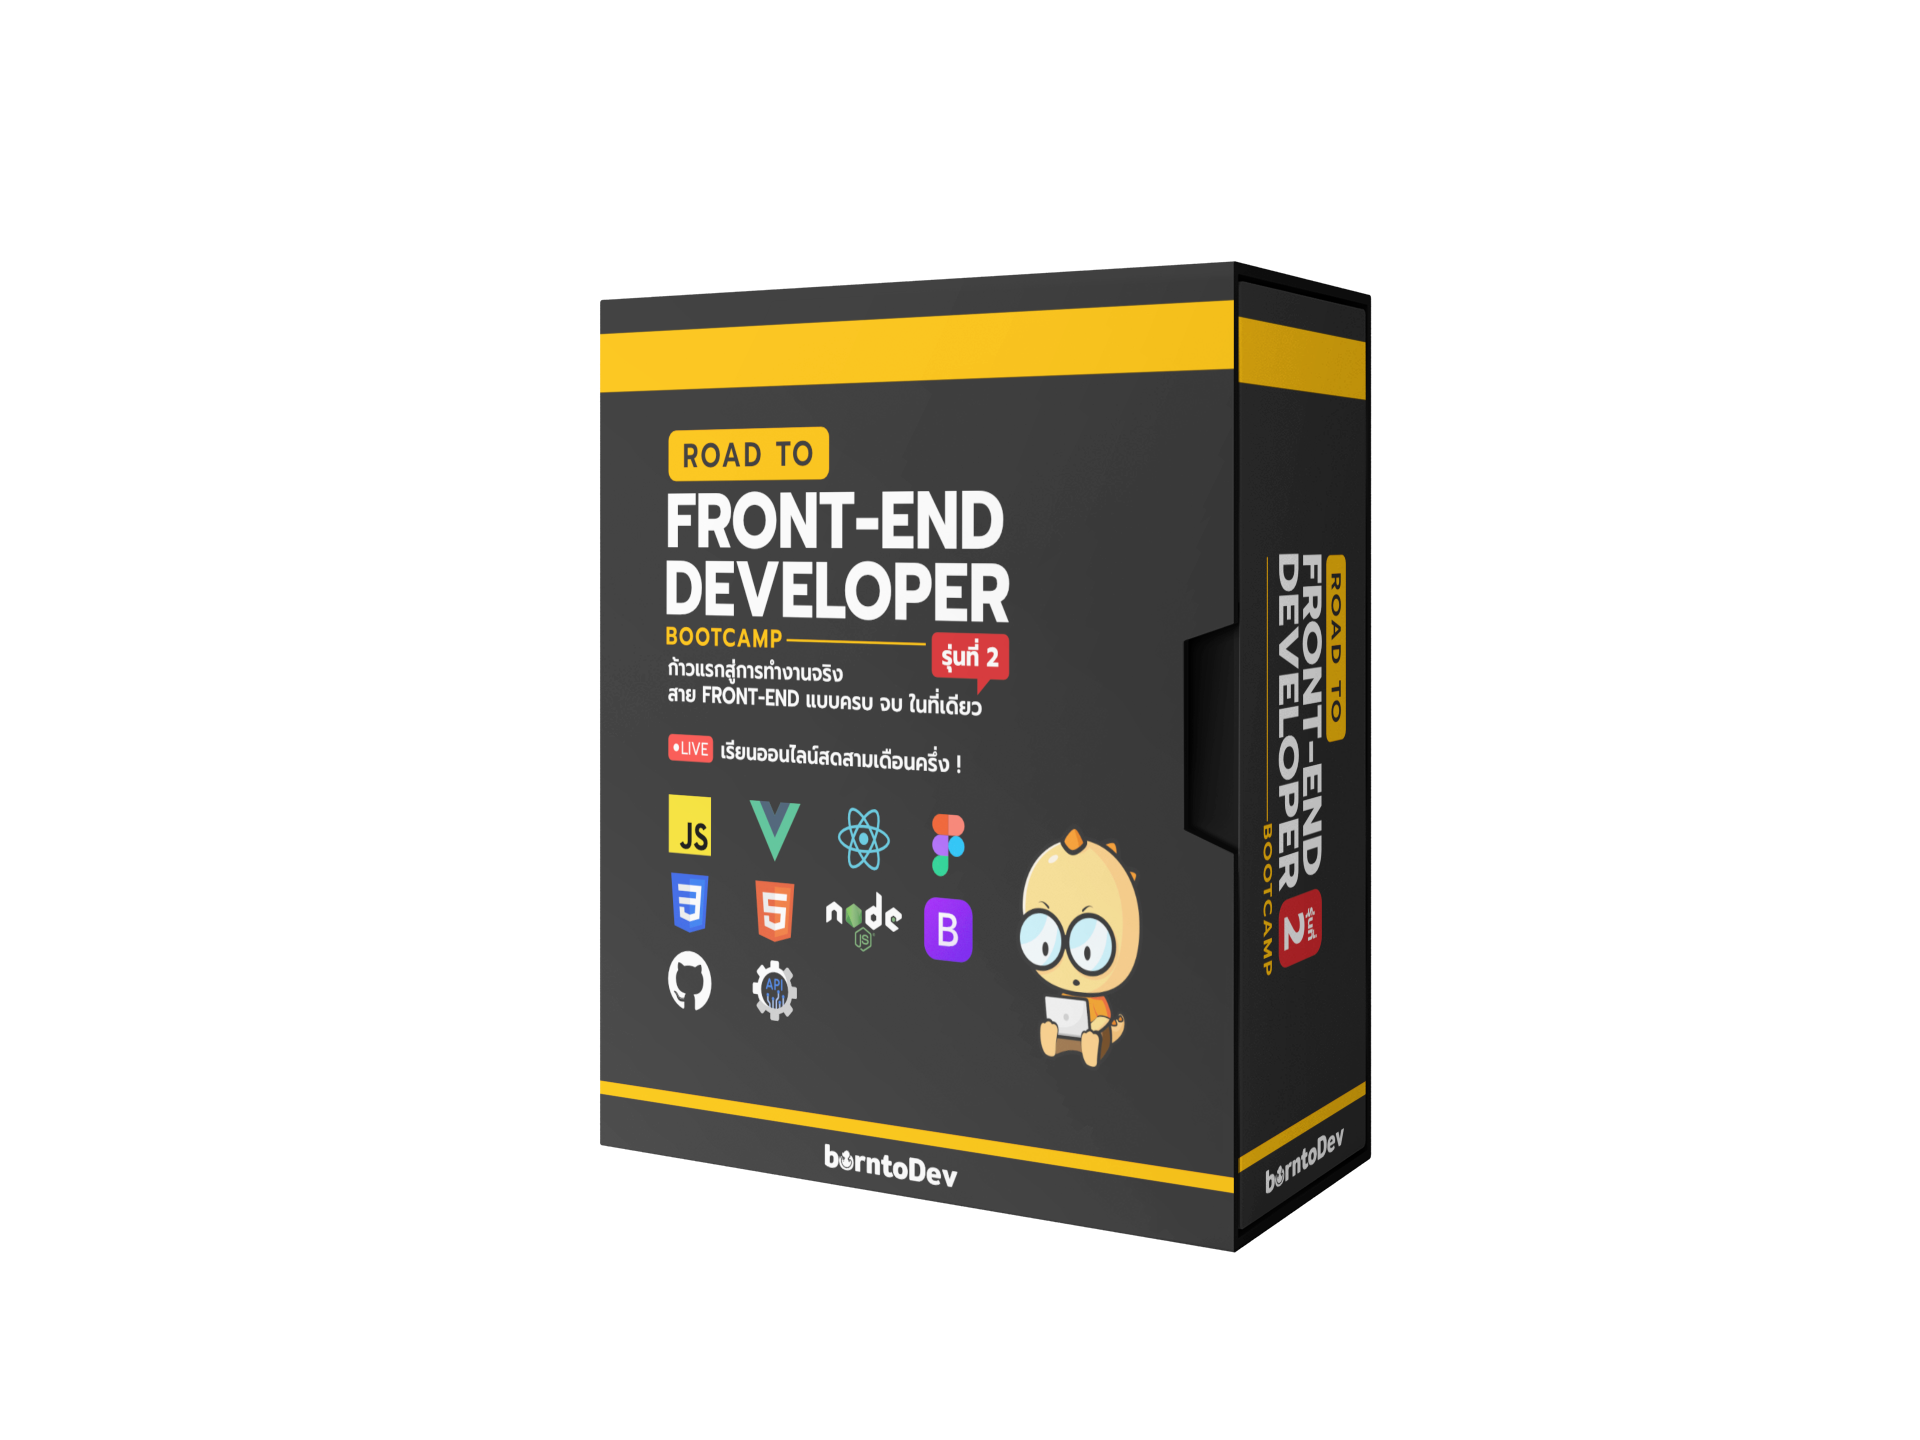 ROAD TO
FRONT-END
DEVELOPER
BOOTCAMP
รุ่นที่ 2
ก้าวแรกสู่การทำงานจริง
สาย FRONT-END แบบครบ จบ ในที่เดียว
LIVE เรียนออนไลน์สดสามเดือนครึ่ง !
JS
3
5
node
JS
B
API
borntoDev
ROAD TO
FRONT-END
DEVELOPER
BOOTCAMP
รุ่นที่
2
borntoDev